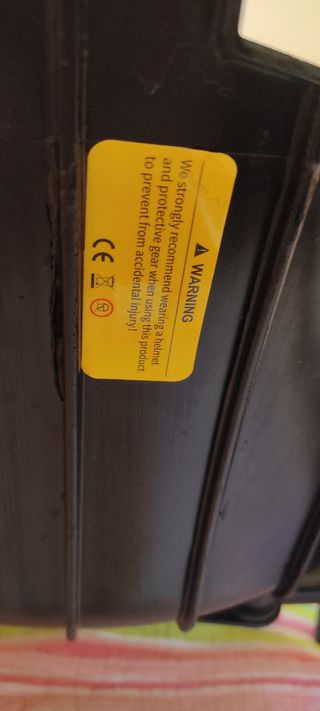 WARNING
We strongly recommend wearing a helmet
and protective gear when using this product
to prevent from accidental injury!
CE